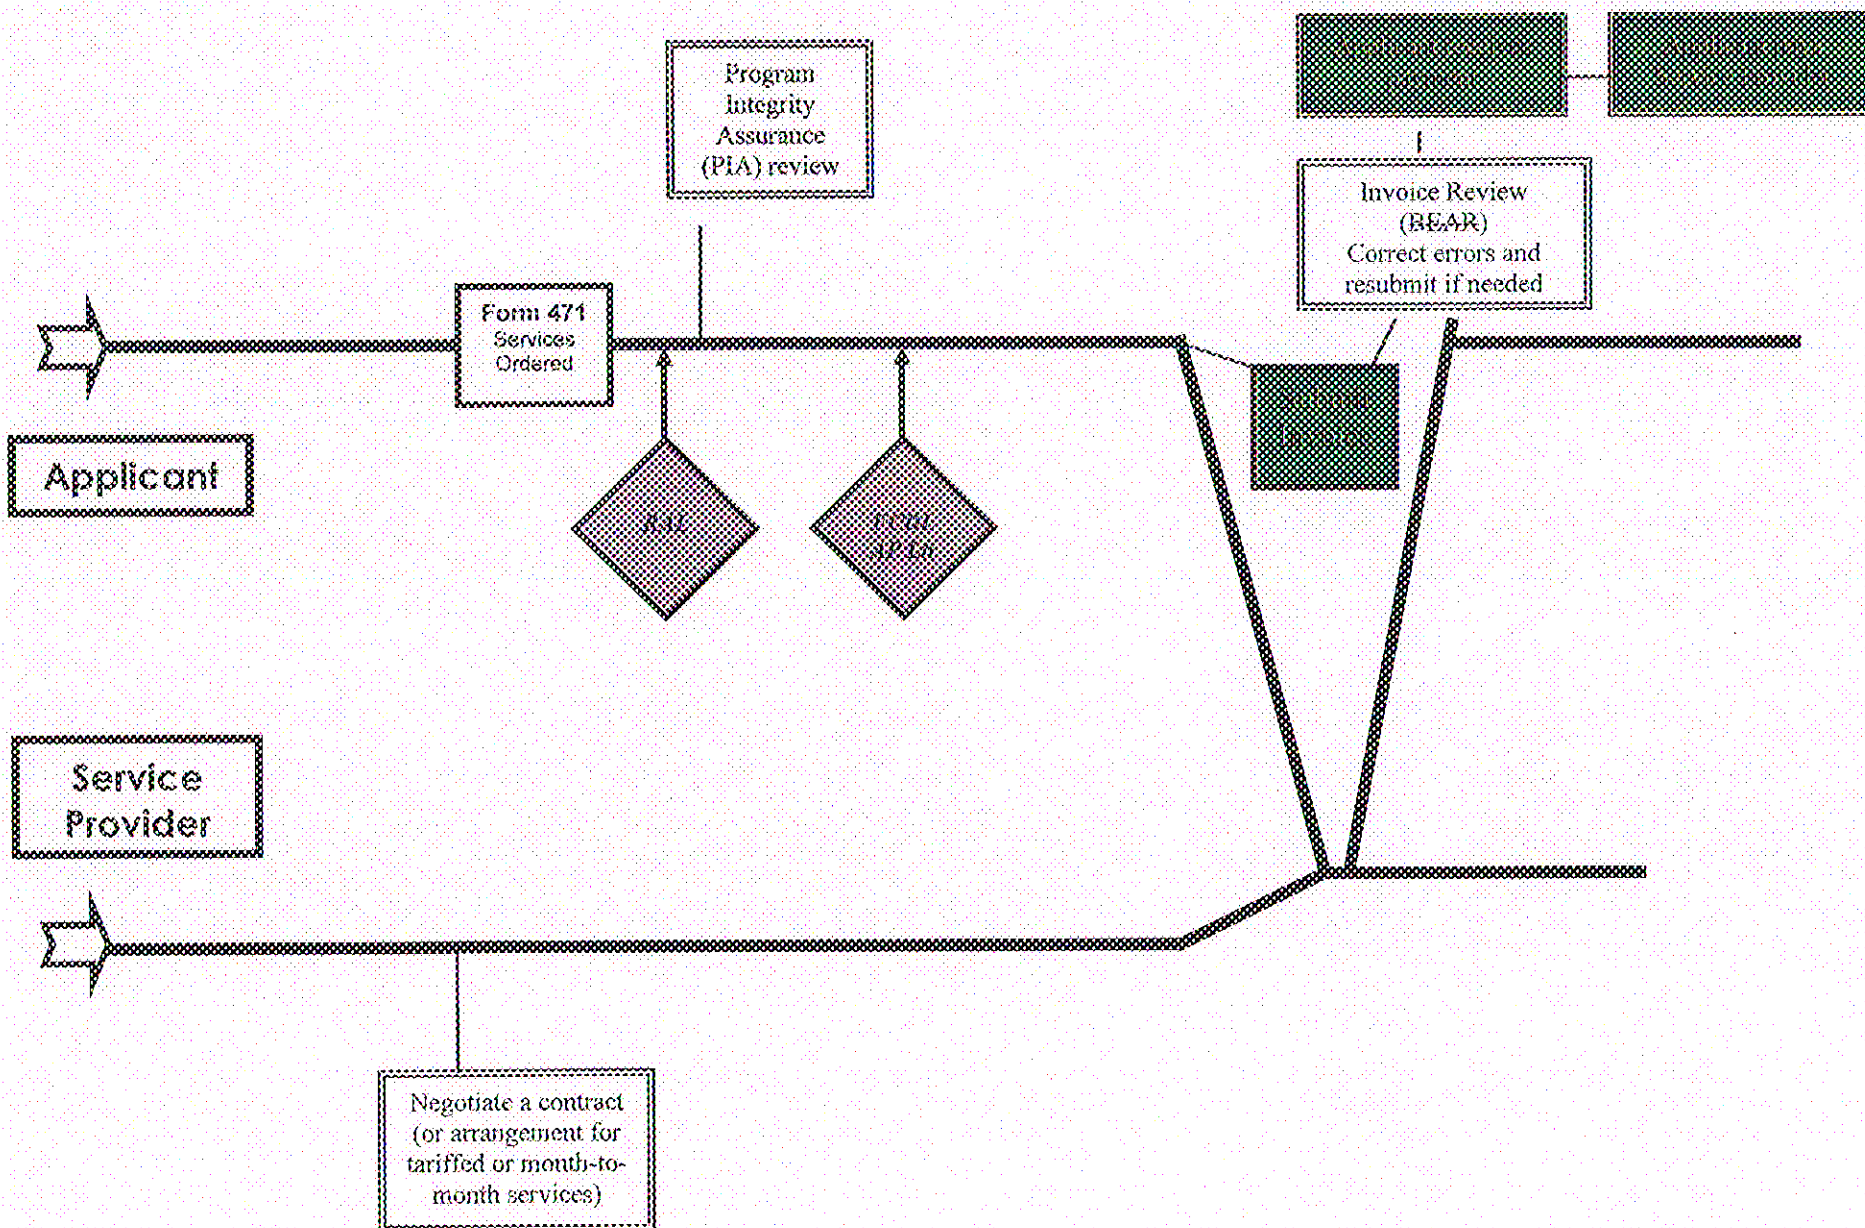 Program
Integrity
Assurance
(PIA) review
Invoice Review
(BEAR)
Correct errors and
resubmit if needed
Form 471
Services
Ordered
Applicant
RAL
Service
Provider
Negotiate a contract
(or arrangement for
tariffed or month-to-
month services)